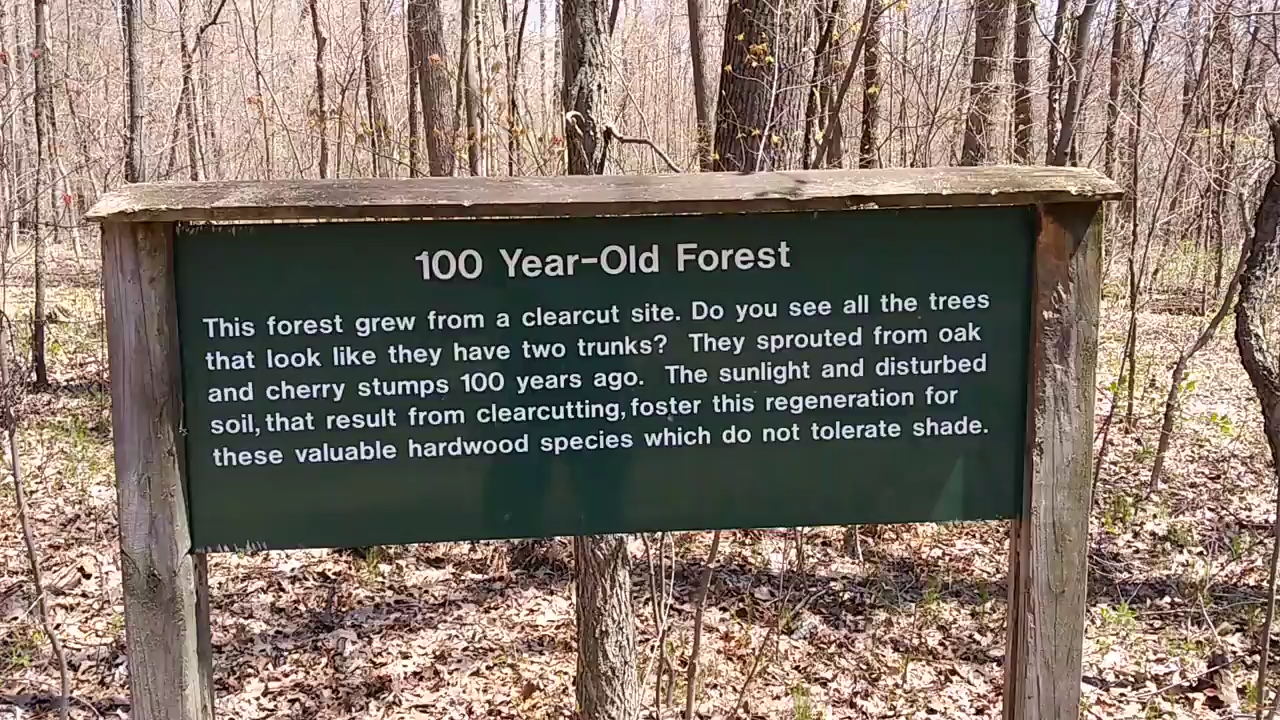 100 Year-Old Forest
This forest grew from a clearcut site. Do you see all the trees
that look like they have two trunks? They sprouted from oak
and cherry stumps 100 years ago. The sunlight and disturbed
soil, that result from clearcutting, foster this regeneration for
these valuable hardwood species which do not tolerate shade.